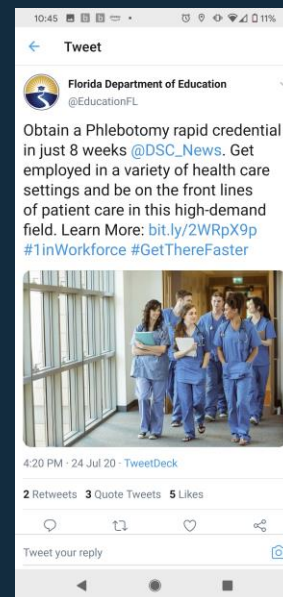 10:45 11%
Tweet
Florida Department of Education
@EducationFL
Obtain a Phlebotomy rapid credential
in just 8 weeks @DSC_News. Get
employed in a variety of health care
settings and be on the front lines
of patient care in this high-demand
field. Learn More: bit.ly/2WRpX9p
#1inWorkforce #GetThereFaster
4:20 PM · 24 Jul 20 · TweetDeck
2 Retweets 3 Quote Tweets 5 Likes
Tweet your reply